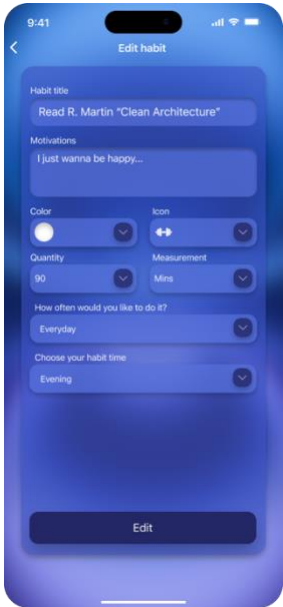 9:41
Edit habit
Habit title
Read R. Martin “Clean Architecture”
Motivations
I just wanna be happy...
Color Icon
Quantity Measurement
90 Mins
How often would you like to do it?
Everyday
Choose your habit time
Evening
Edit